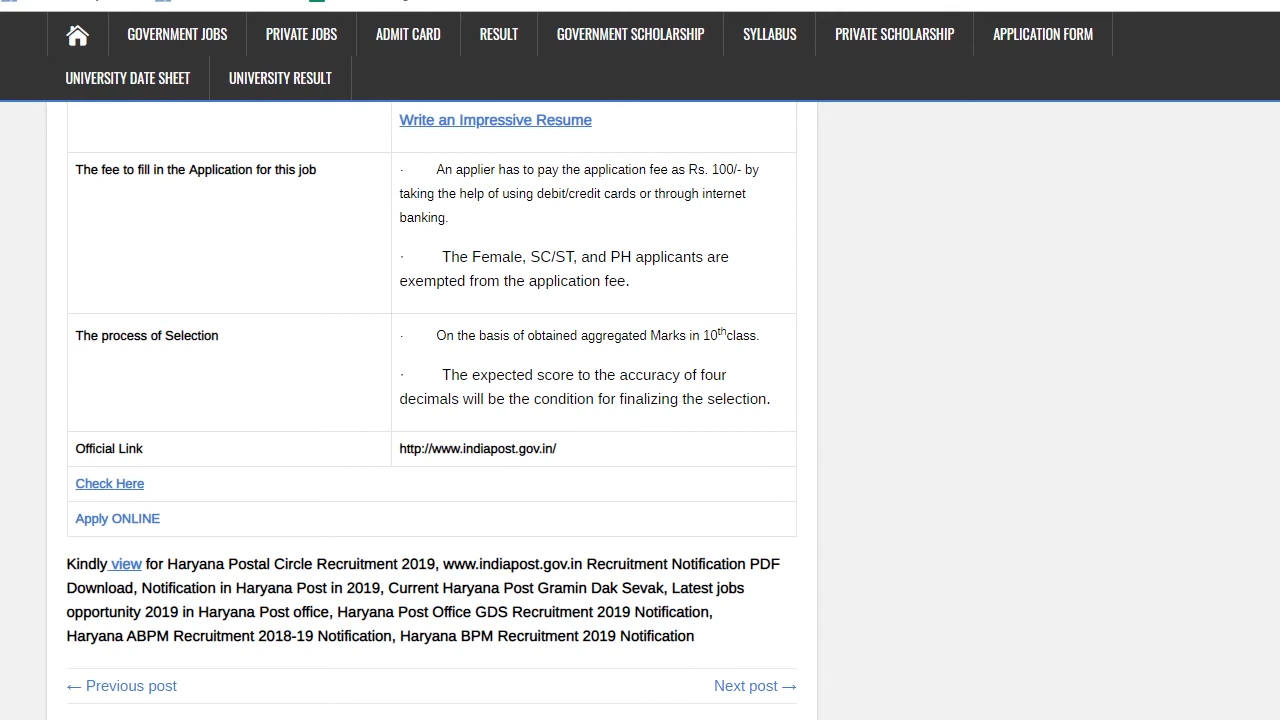 GOVERNMENT JOBS PRIVATE JOBS ADMIT CARD RESULT GOVERNMENT SCHOLARSHIP SYLLABUS PRIVATE SCHOLARSHIP APPLICATION FORM
UNIVERSITY DATE SHEET UNIVERSITY RESULT
Write an Impressive Resume
The fee to fill in the Application for this job
· An applier has to pay the application fee as Rs. 100/- by
taking the help of using debit/credit cards or through internet
banking.
· The Female, SC/ST, and PH applicants are
exempted from the application fee.
The process of Selection
· On the basis of obtained aggregated Marks in 10thclass.
· The expected score to the accuracy of four
decimals will be the condition for finalizing the selection.
Official Link
http://www.indiapost.gov.in/
Check Here
Apply ONLINE
Kindly view for Haryana Postal Circle Recruitment 2019, www.indiapost.gov.in Recruitment Notification PDF
Download, Notification in Haryana Post in 2019, Current Haryana Post Gramin Dak Sevak, Latest jobs
opportunity 2019 in Haryana Post office, Haryana Post Office GDS Recruitment 2019 Notification,
Haryana ABPM Recruitment 2018-19 Notification, Haryana BPM Recruitment 2019 Notification
← Previous post
Next post →